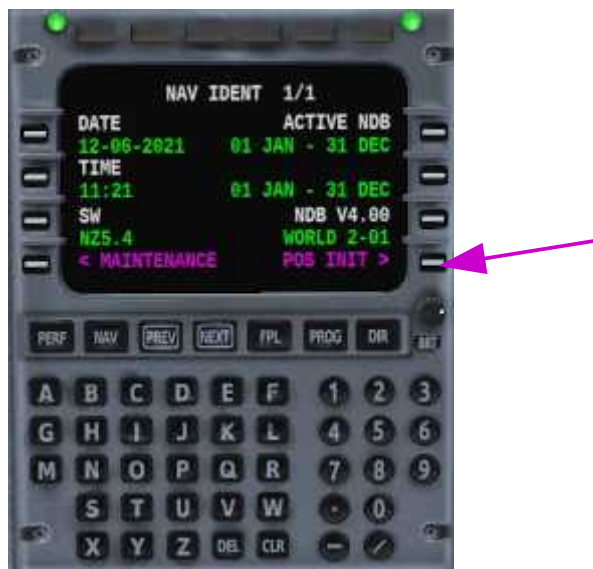 NAV IDENT 1/1
DATE ACTIVE NDB
12-06-2021 01 JAN - 31 DEC
TIME
11:21 01 JAN - 31 DEC
SW NDB V4.00
NZ5.4 WORLD 2-01
< MAINTENANCE POS INIT >
PERF NAV PREV NEXT FPL PROG DIR BRT
A B C D E F 1 2 3
G H I J K L 4 5 6
M N O P Q R 7 8 9
S T U V W . 0
X Y Z DEL CLR - /